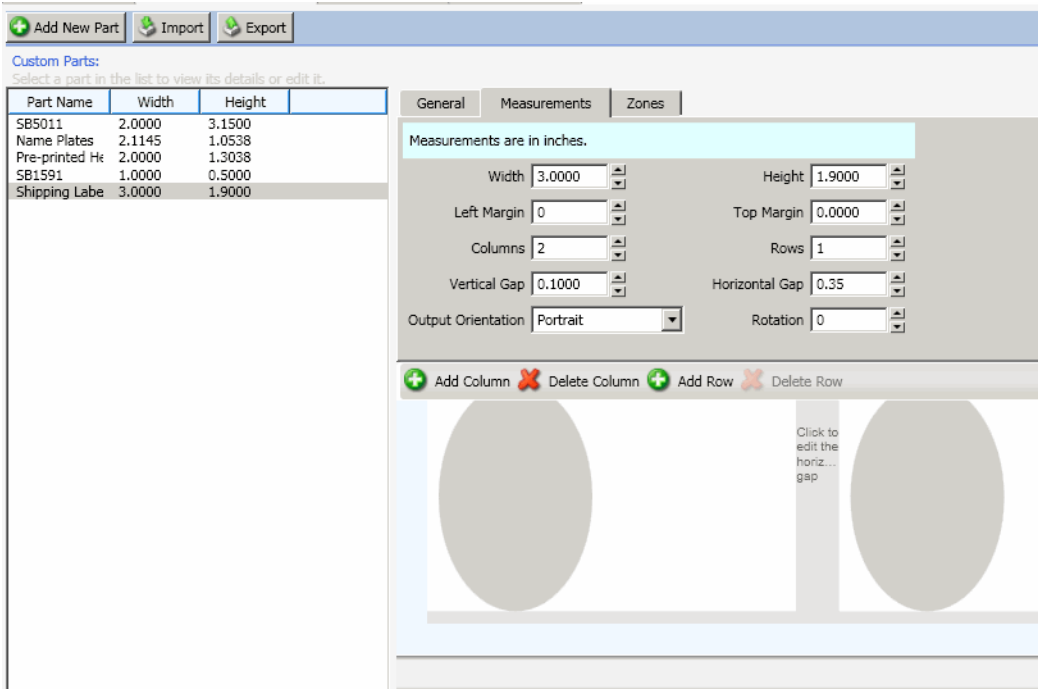 Add New Part Import Export
Custom Parts:
Select a part in the list to view its details or edit it.
Part Name Width Height
SB5011 2.0000 3.1500
Name Plates 2.1145 1.0538
Pre-printed He 2.0000 1.3038
SB1591 1.0000 0.5000
Shipping Labe 3.0000 1.9000
General Measurements Zones
Measurements are in inches.
Width 3.0000 Height 1.9000
Left Margin 0 Top Margin 0.0000
Columns 2 Rows 1
Vertical Gap 0.1000 Horizontal Gap 0.35
Output Orientation Portrait Rotation 0
Add Column Delete Column Add Row Delete Row
Click to
edit the
horiz...
gap